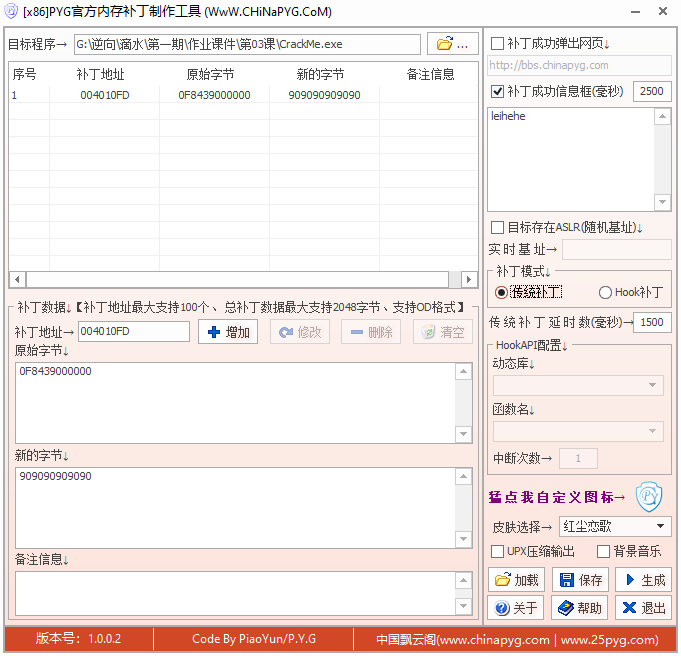 [x86]PYG官方内存补丁制作工具 (WwW.CHiNaPYG.CoM)
目标程序→ G:\逆向\滴水\第一期\作业课件\第03课\CrackMe.exe ...
序号 补丁地址 原始字节 新的字节 备注信息
1 004010FD 0F8439000000 909090909090
补丁数据↓【补丁地址最大支持100个、总补丁数据最大支持2048字节、支持OD格式】
补丁地址→ 004010FD 增加 修改 删除 清空
原始字节↓
0F8439000000
新的字节↓
909090909090
备注信息↓
补丁成功弹出网页↓
http://bbs.chinapyg.com
补丁成功信息框(毫秒) 2500
leihehe
目标存在ASLR(随机基址)↓
实时基址→
补丁模式↓
传统补丁 Hook补丁
传统补丁延时数(毫秒)→ 1500
HookAPI配置↓
动态库↓
函数名↓
中断次数→ 1
猛点我自定义图标→ PY
皮肤选择→ 红尘恋歌
UPX压缩输出 背景音乐
加载 保存 生成
关于 帮助 退出
版本号：1.0.0.2 Code By PiaoYun/P.Y.G 中国飘云阁(www.chinapyg.com | www.25pyg.com)